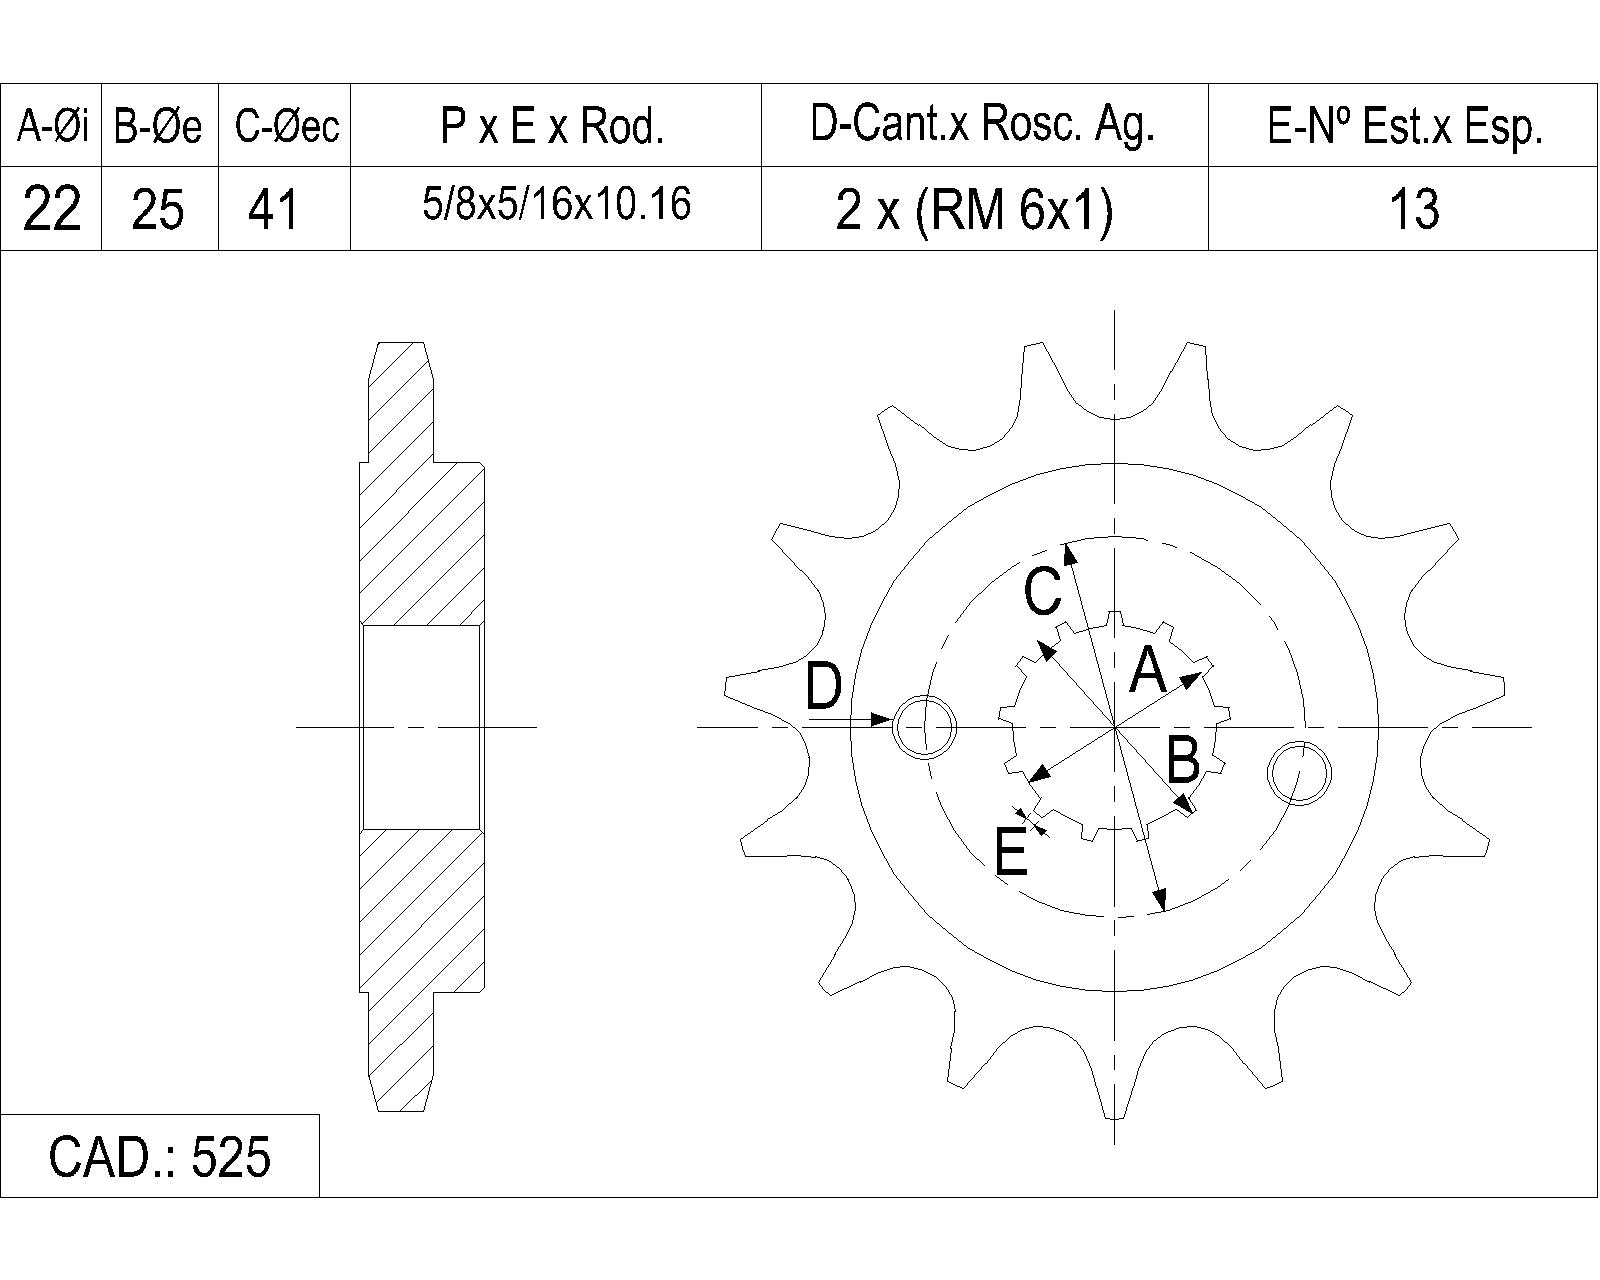 A-Øi B-Øe C-Øec P x E x Rod. D-Cant.x Rosc. Ag. E-Nº Est.x Esp.
22 25 41 5/8x5/16x10.16 2 x (RM 6x1) 13
C
A
D
B
E
CAD.: 525